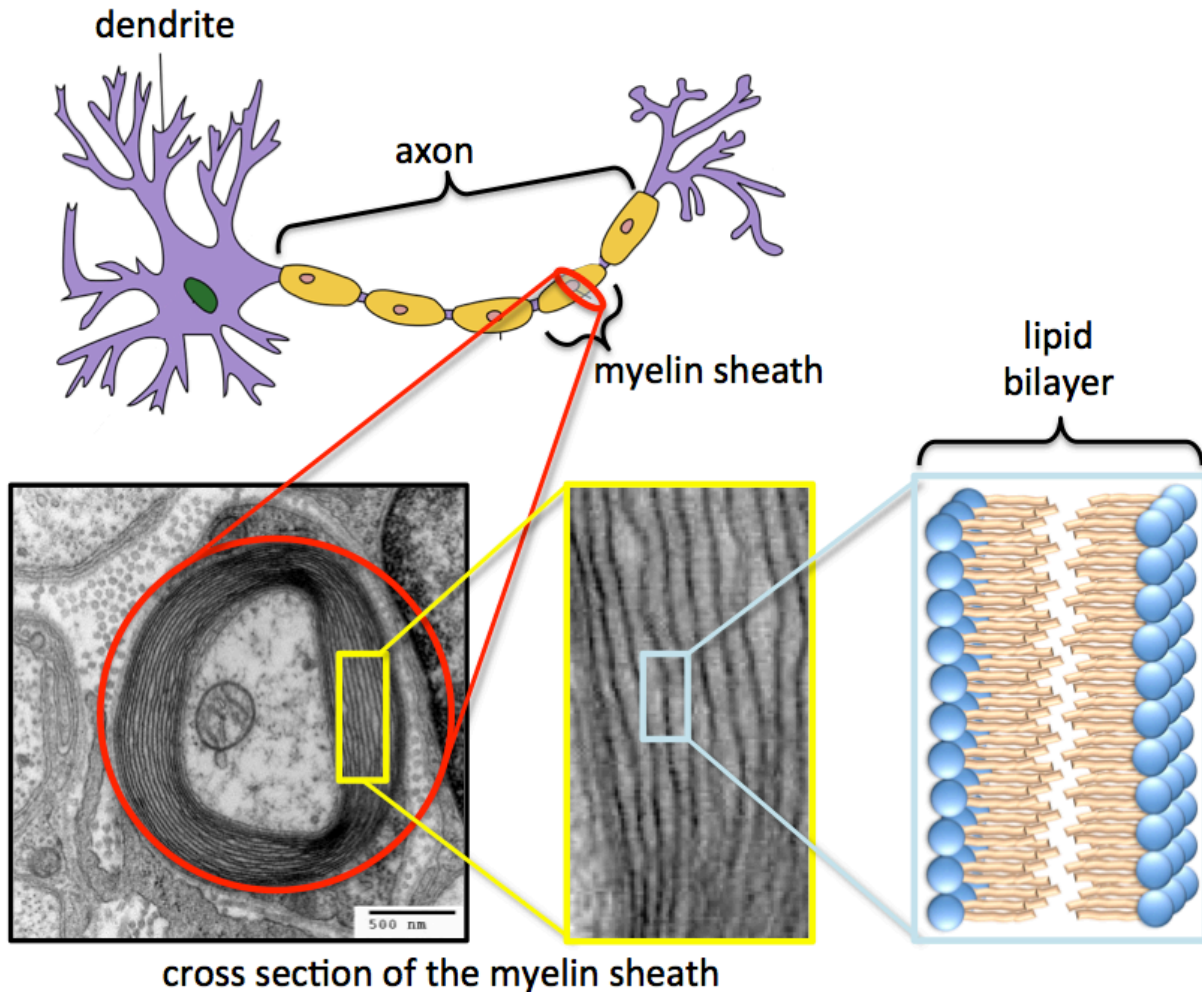 dendrite
axon
myelin sheath
lipid
bilayer
500 nm
cross section of the myelin sheath